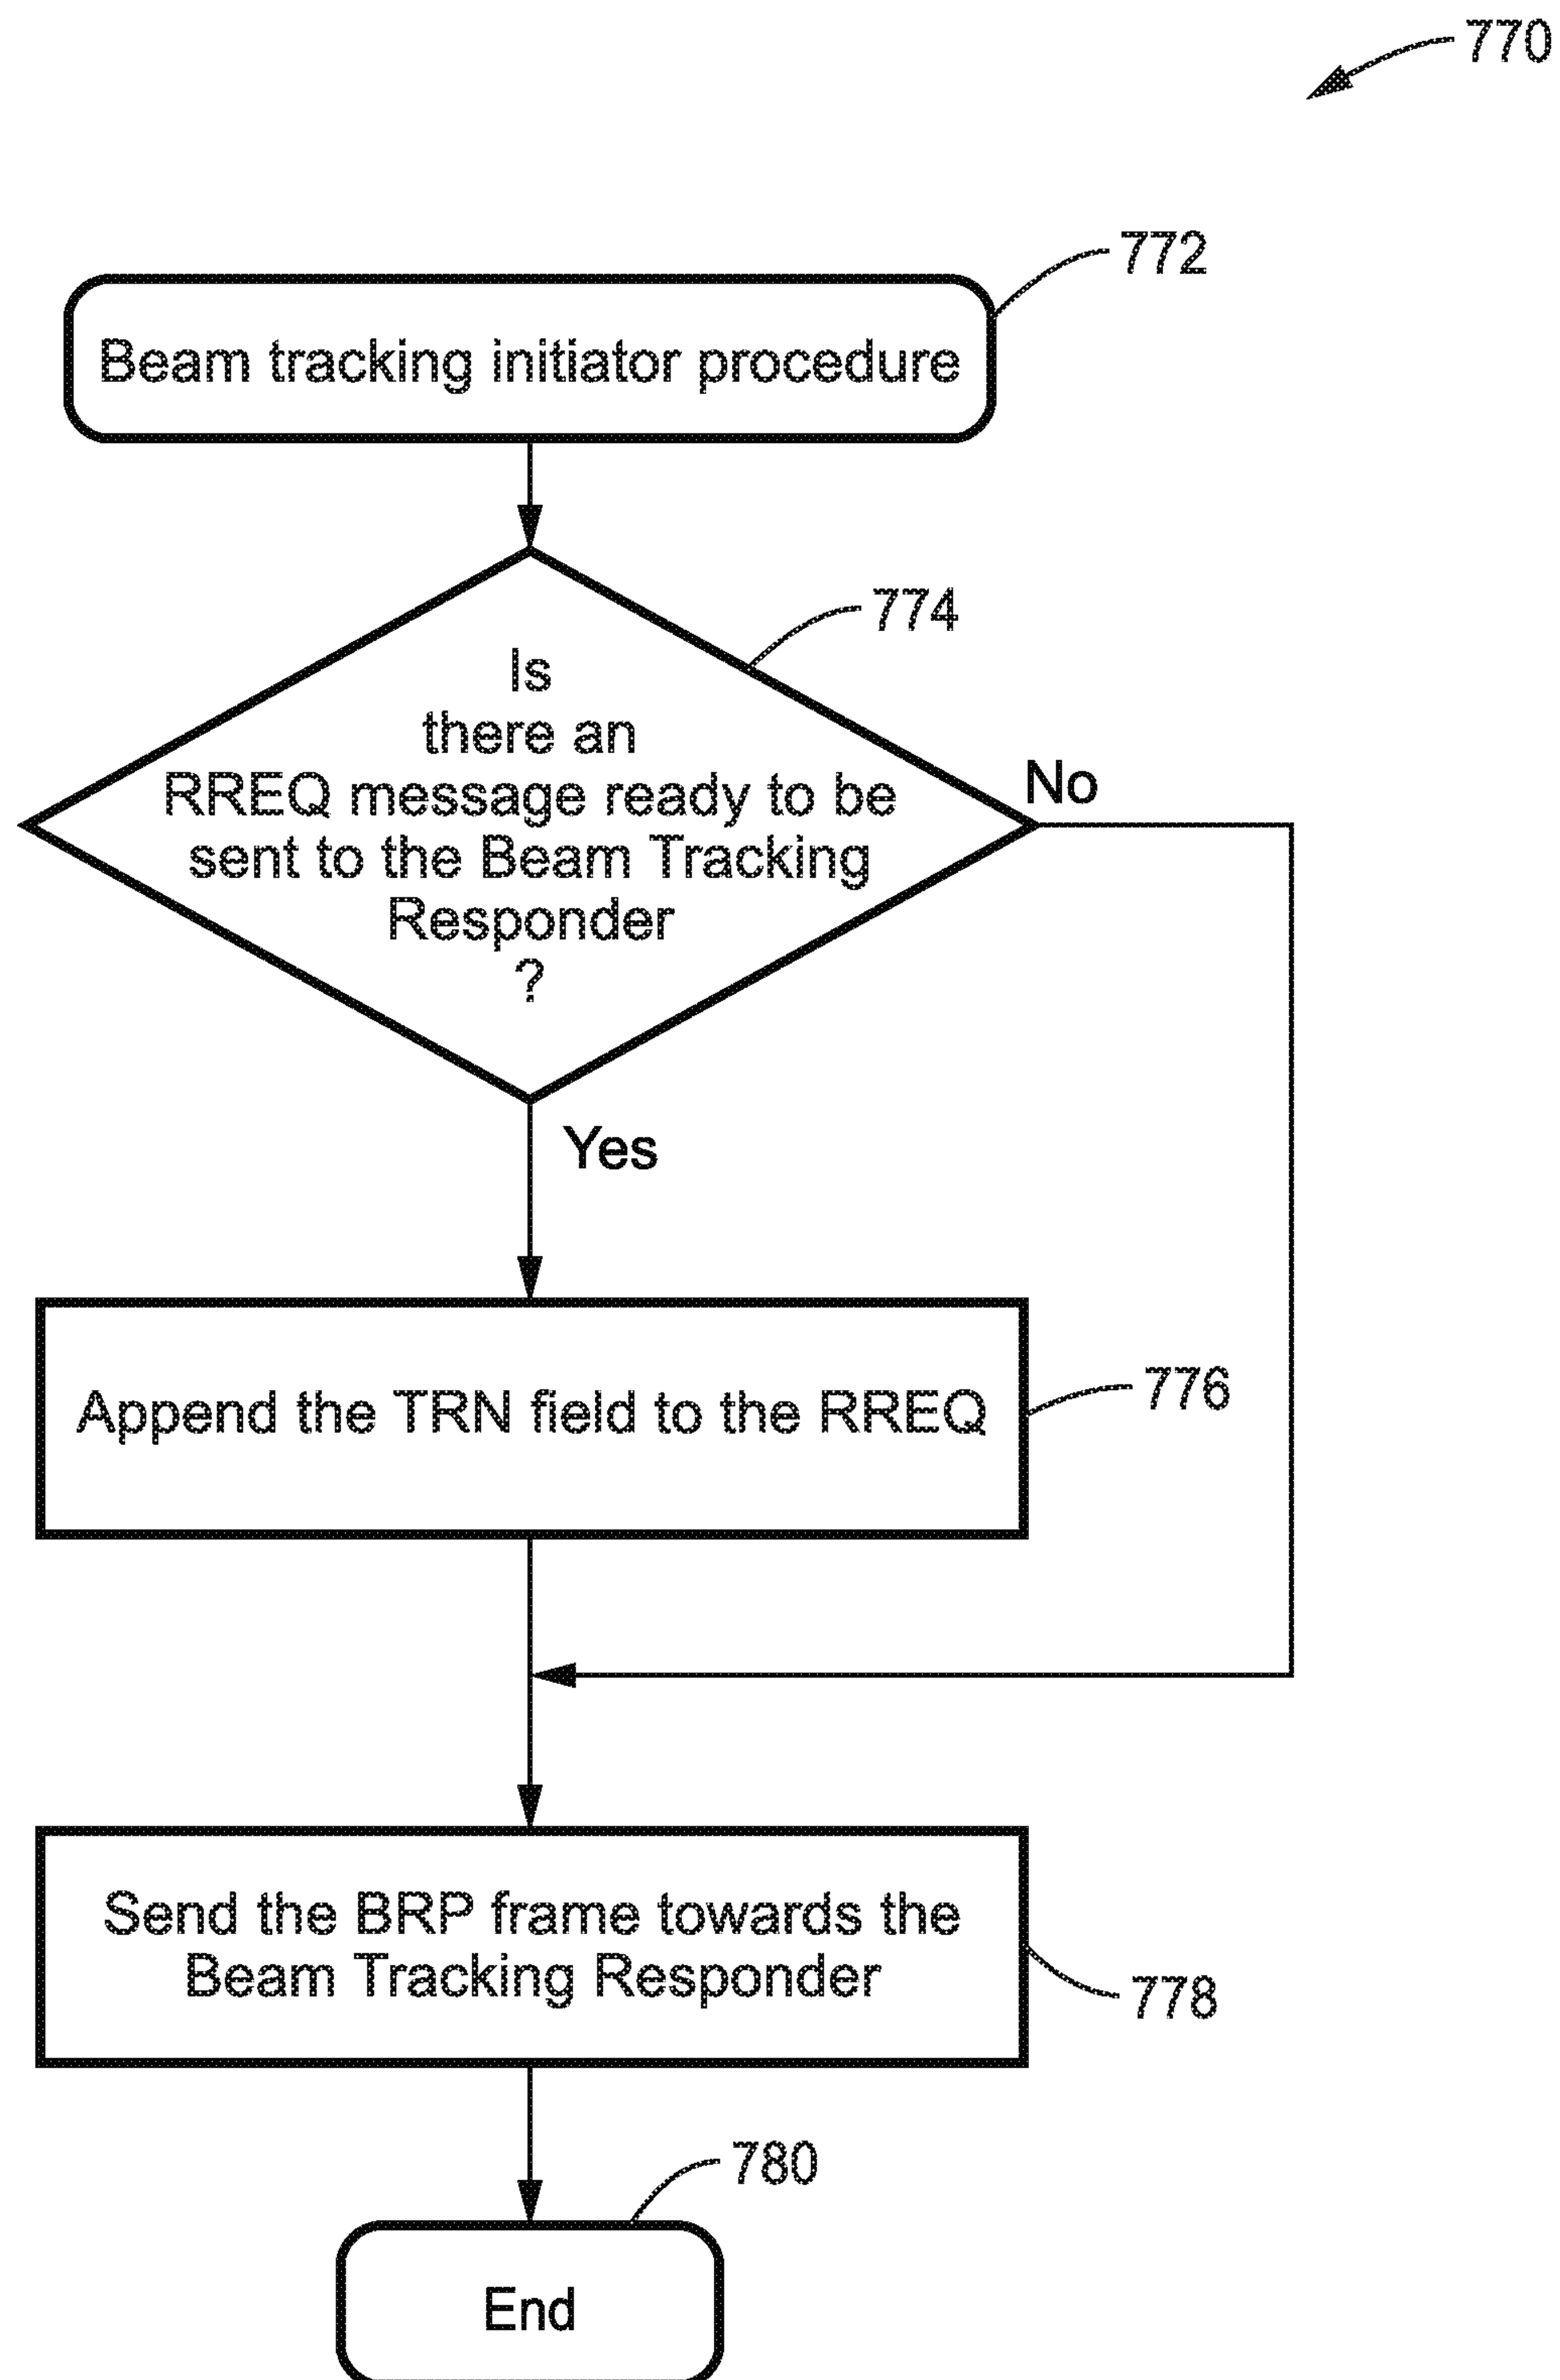 770
772
Beam tracking initiator procedure
774
Is
there an
RREQ message ready to be
sent to the Beam Tracking
Responder
?
No
Yes
Append the TRN field to the RREQ
776
Send the BRP frame towards the
Beam Tracking Responder
778
780
End